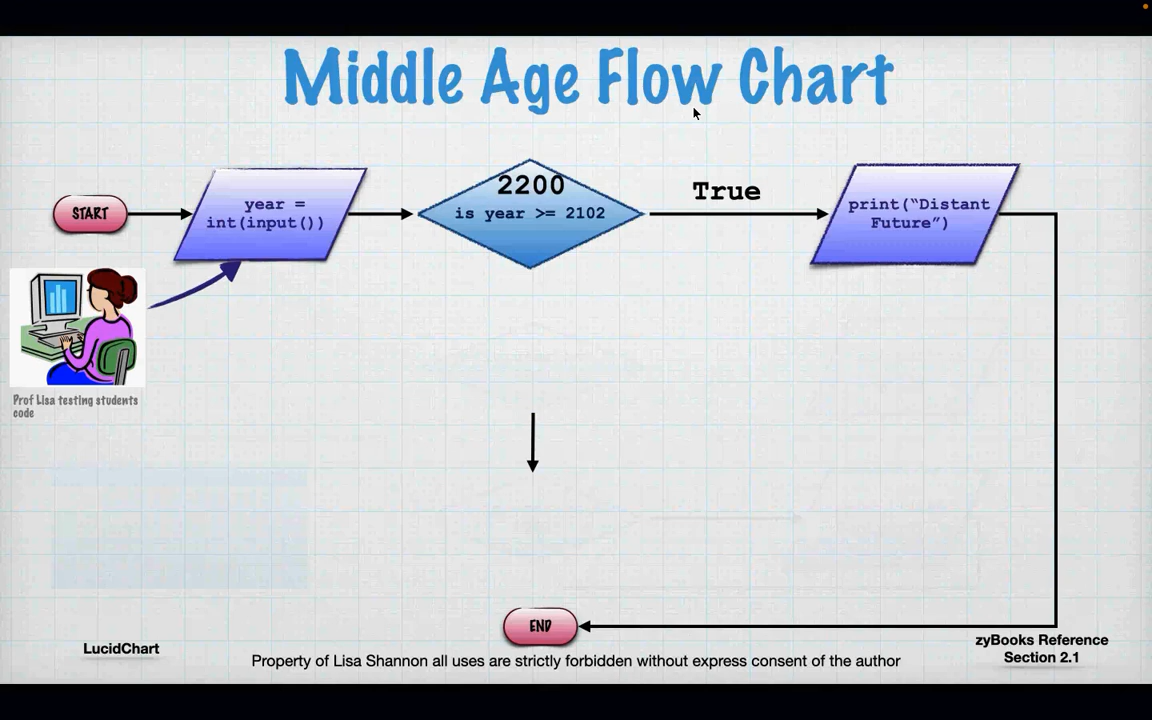 Middle Age Flow Chart
START
year =
int(input())
2200
is year >= 2102
True
print(“Distant
Future”)
Prof Lisa testing students
code
END
LucidChart
zyBooks Reference
Section 2.1
Property of Lisa Shannon all uses are strictly forbidden without express consent of the author